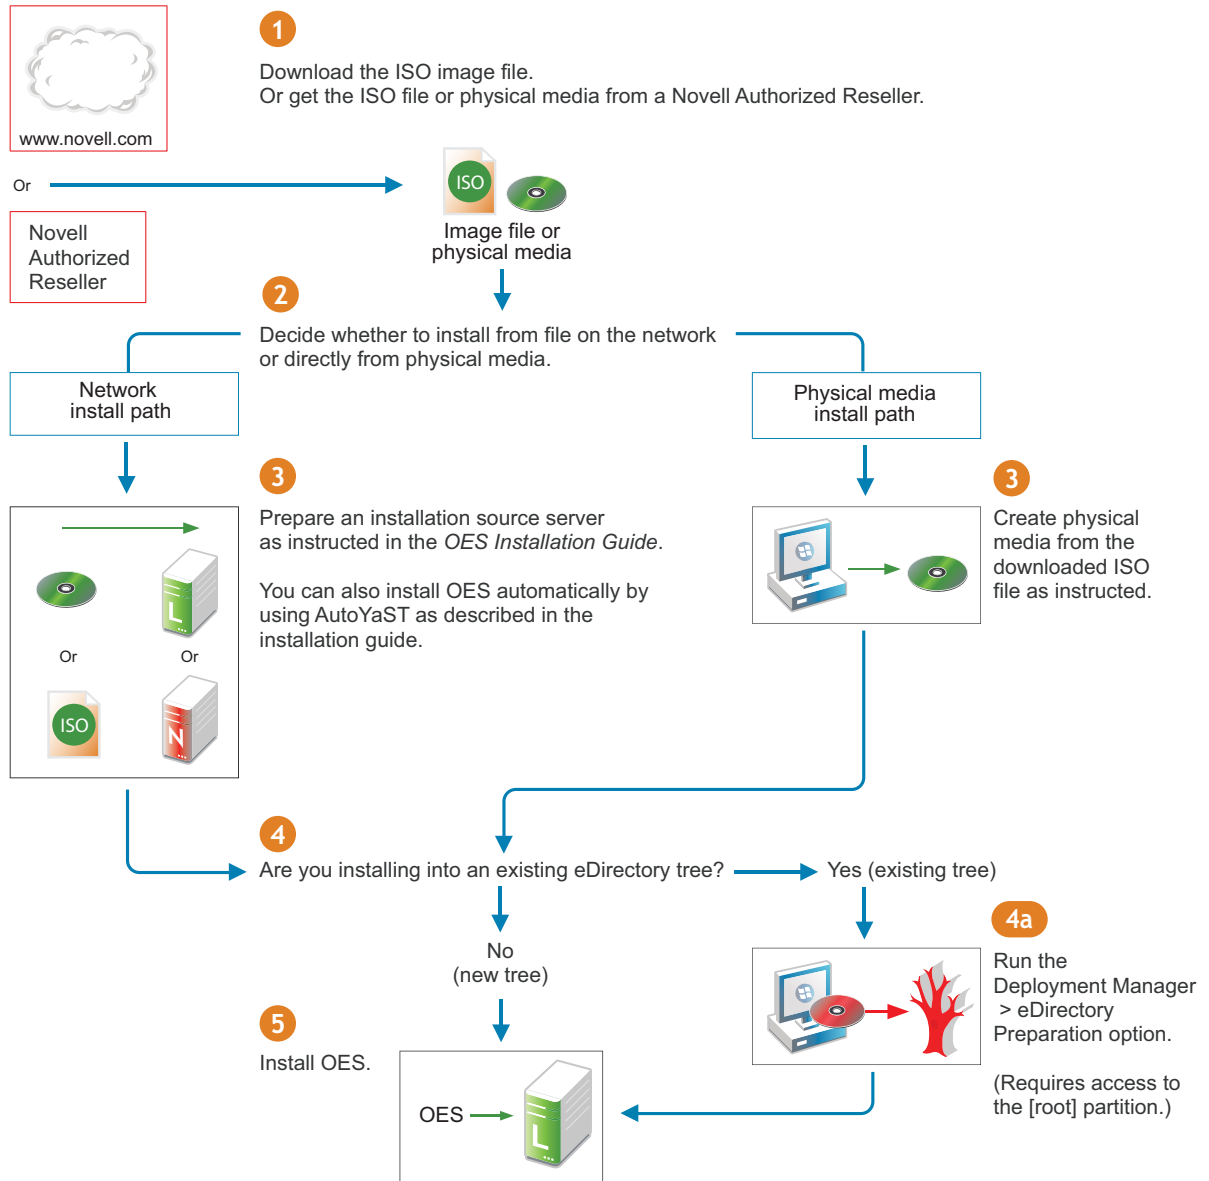 1
Download the ISO image file.
Or get the ISO file or physical media from a Novell Authorized Reseller.
www.novell.com
Or
Novell
Authorized
Reseller
ISO
Image file or
physical media
2
Decide whether to install from file on the network
or directly from physical media.
Network
install path
Physical media
install path
3
Prepare an installation source server
as instructed in the OES Installation Guide.
You can also install OES automatically by
using AutoYaST as described in the
installation guide.
L
Or
Or
ISO
N
3
Create physical
media from the
downloaded ISO
file as instructed.
4
Are you installing into an existing eDirectory tree?
Yes (existing tree)
No
(new tree)
4a
Run the
Deployment Manager
> eDirectory
Preparation option.
(Requires access to
the [root] partition.)
5
Install OES.
OES
L